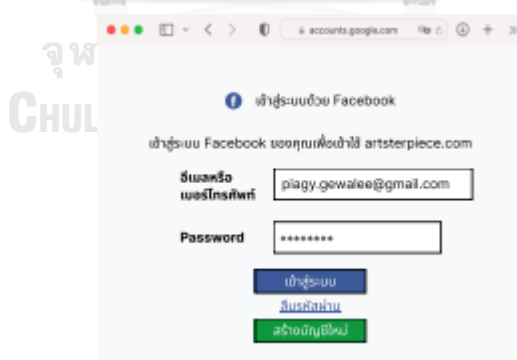 accounts.google.com
จุฬ
CHUL
เข้าสู่ระบบด้วย Facebook
เข้าสู่ระบบ Facebook ของคุณเพื่อเข้าใช้ artsterpiece.com
อีเมลหรือ
เบอร์โทรศัพท์
piagy.gewalee@gmail.com
Password ********
เข้าสู่ระบบ
ลืมรหัสผ่าน
สร้างบัญชีใหม่